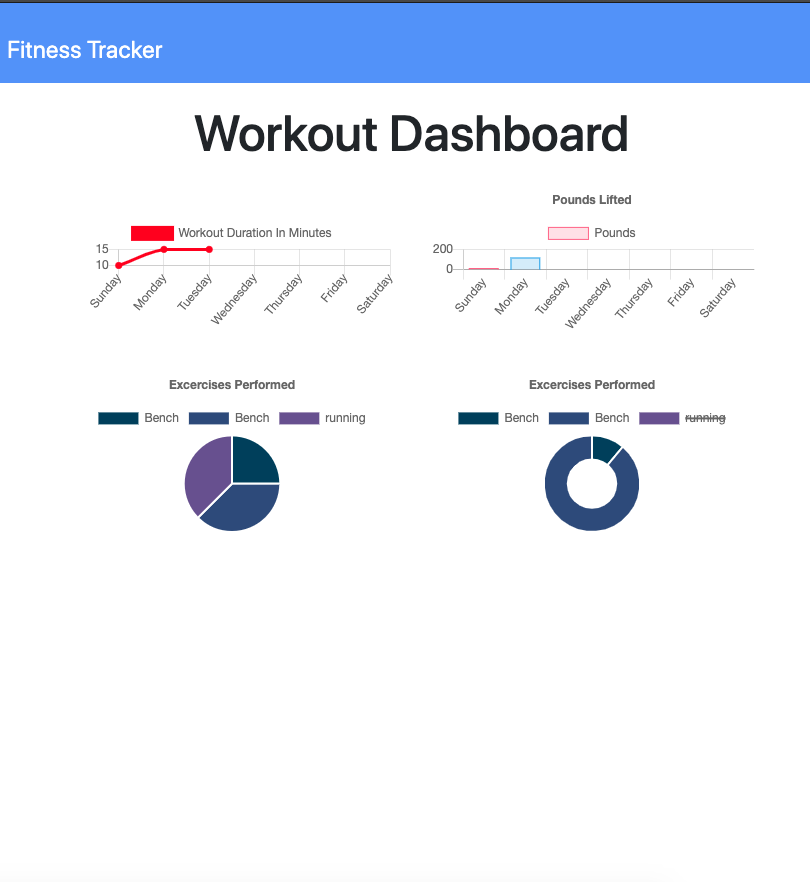 Fitness Tracker
Workout Dashboard
Workout Duration In Minutes
15
10
Sunday
Monday
Tuesday
Wednesday
Thursday
Friday
Saturday
Pounds Lifted
Pounds
200
0
Sunday
Monday
Tuesday
Wednesday
Thursday
Friday
Saturday
Excercises Performed
Bench Bench running
Excercises Performed
Bench Bench running